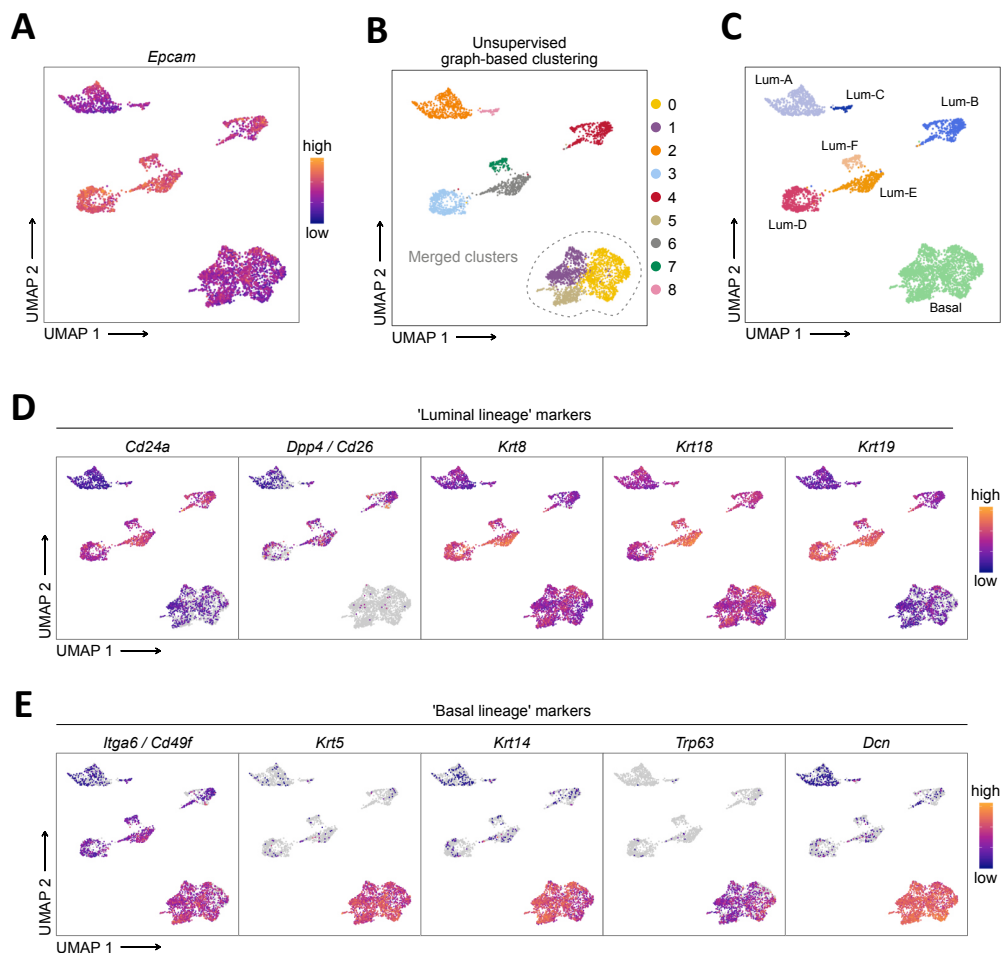 A
Epcam
high
low
UMAP 2
UMAP 1
B
Unsupervised
graph-based clustering
Merged clusters
0
1
2
3
4
5
6
7
8
UMAP 2
UMAP 1
C
Lum-A
Lum-C
Lum-B
Lum-F
Lum-E
Lum-D
Basal
UMAP 2
UMAP 1
D
'Luminal lineage' markers
Cd24a
Dpp4 / Cd26
Krt8
Krt18
Krt19
high
low
UMAP 2
UMAP 1
E
'Basal lineage' markers
Itga6 / Cd49f
Krt5
Krt14
Trp63
Dcn
high
low
UMAP 2
UMAP 1